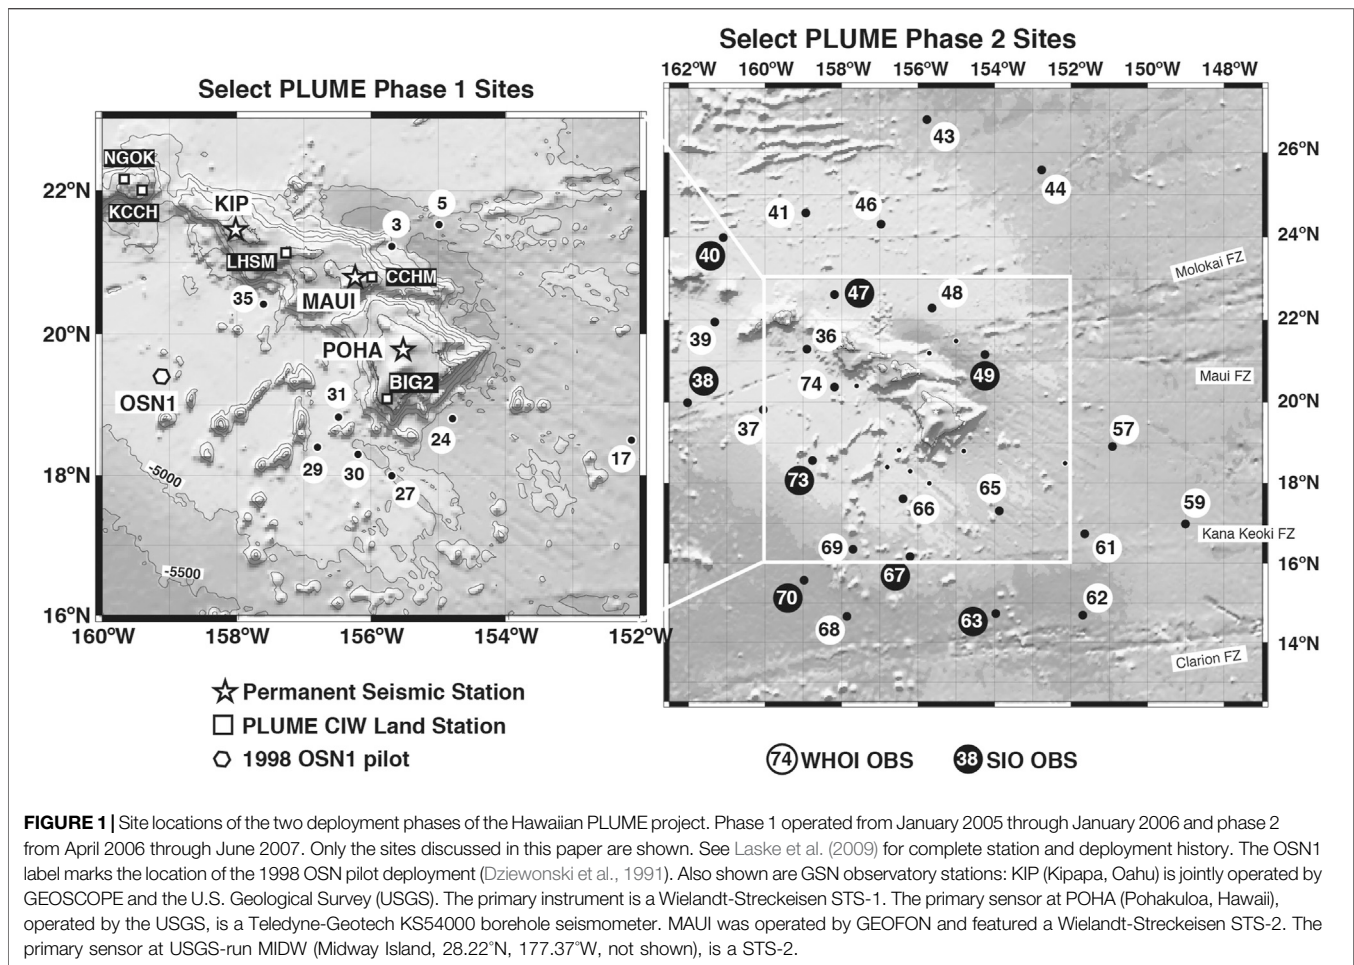 Select PLUME Phase 1 Sites
NGOK
KCCH
KIP
LHSM
MAUI
CCHM
POHA
BIG2
OSN1
3
5
35
31
29
30
27
24
17
-5000
-5500
22°N
20°N
18°N
16°N
160°W
158°W
156°W
154°W
152°W
Permanent Seismic Station
PLUME CIW Land Station
1998 OSN1 pilot
Select PLUME Phase 2 Sites
162°W
160°W
158°W
156°W
154°W
152°W
150°W
148°W
43
44
41
46
40
47
48
39
36
38
74
49
37
57
73
65
66
59
69
61
67
70
62
68
63
Molokai FZ
Maui FZ
Kana Keoki FZ
Clarion FZ
26°N
24°N
22°N
20°N
18°N
16°N
14°N
74 WHOI OBS
38 SIO OBS
FIGURE 1 | Site locations of the two deployment phases of the Hawaiian PLUME project. Phase 1 operated from January 2005 through January 2006 and phase 2
from April 2006 through June 2007. Only the sites discussed in this paper are shown. See Laske et al. (2009) for complete station and deployment history. The OSN1
label marks the location of the 1998 OSN pilot deployment (Dziewonski et al., 1991). Also shown are GSN observatory stations: KIP (Kipapa, Oahu) is jointly operated by
GEOSCOPE and the U.S. Geological Survey (USGS). The primary instrument is a Wielandt-Streckeisen STS-1. The primary sensor at POHA (Pohakuloa, Hawaii),
operated by the USGS, is a Teledyne-Geotech KS54000 borehole seismometer. MAUI was operated by GEOFON and featured a Wielandt-Streckeisen STS-2. The
primary sensor at USGS-run MIDW (Midway Island, 28.22°N, 177.37°W, not shown), is a STS-2.